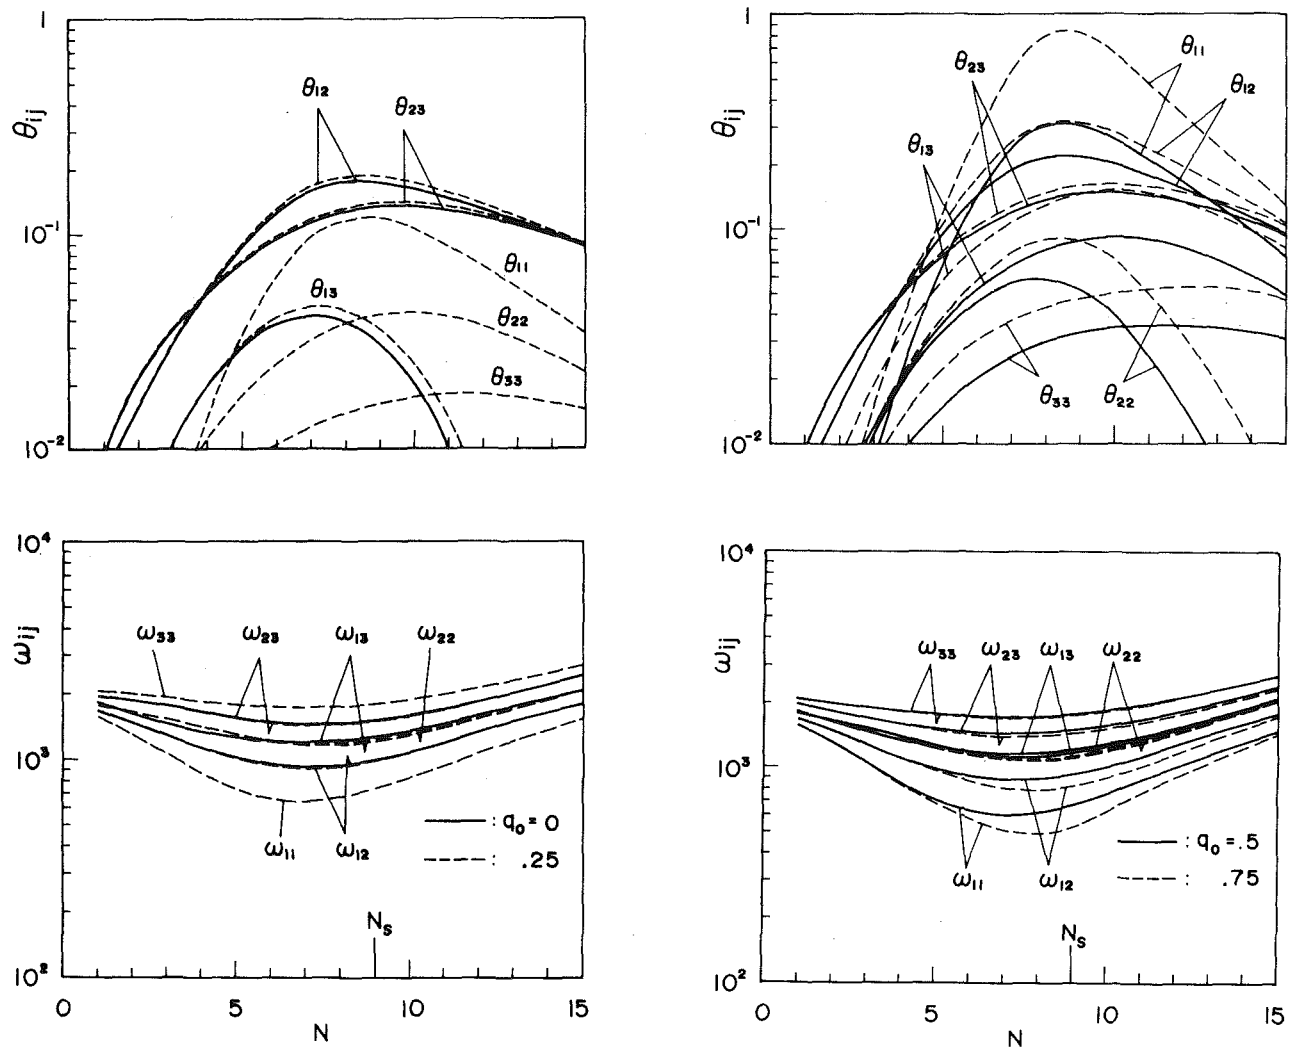 1
θij
θ12
θ23
10⁻¹
θ11
θ13
θ22
θ33
10⁻²
10⁴
ωij
ω33 ω23 ω13 ω22
10³
ω11 ω12
: q₀ = 0
: .25
Ns
10²
0 5 10 15
N
1
θij
θ11
θ23
θ12
θ13
10⁻¹
θ33 θ22
10⁻²
10⁴
ωij
ω33 ω23 ω13 ω22
10³
: q₀ = .5
ω11 ω12
: .75
Ns
10²
0 5 10 15
N